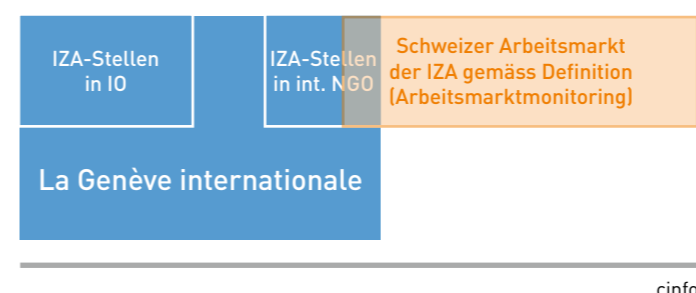 IZA-Stellen
in IO
IZA-Stellen
in int. NGO
Schweizer Arbeitsmarkt
der IZA gemäss Definition
(Arbeitsmarktmonitoring)
La Genève internationale
cinfo